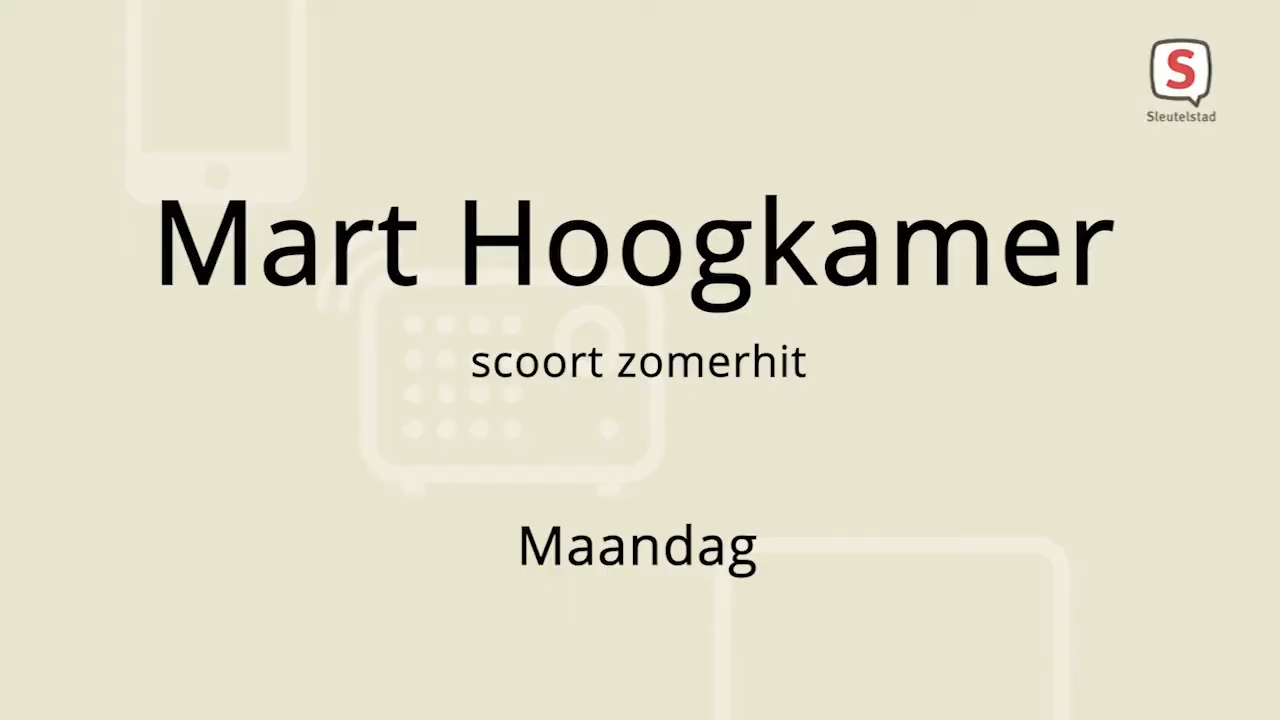 S
Sleutelstad
Mart Hoogkamer
scoort zomerhit
Maandag